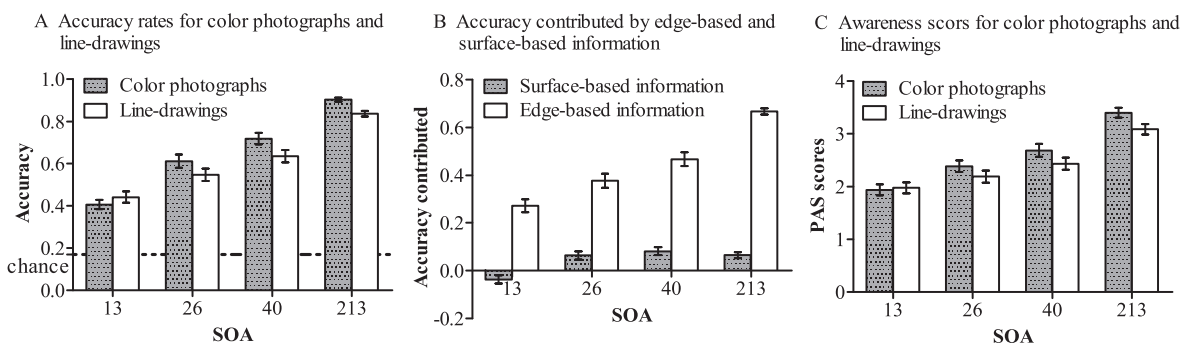 A Accuracy rates for color photographs and
line-drawings
1.0
0.8
0.6
0.4
0.2
0.0
chance
Accuracy
Color photographs
Line-drawings
13 26 40 213
SOA
B Accuracy contributed by edge-based and
surface-based information
0.8
0.6
0.4
0.2
0.0
-0.2
Accuracy contributed
Surface-based information
Edge-based information
13 26 40 213
SOA
C Awareness scors for color photographs and
line-drawings
4
3
2
1
0
PAS scores
Color photographs
Line-drawings
13 26 40 213
SOA